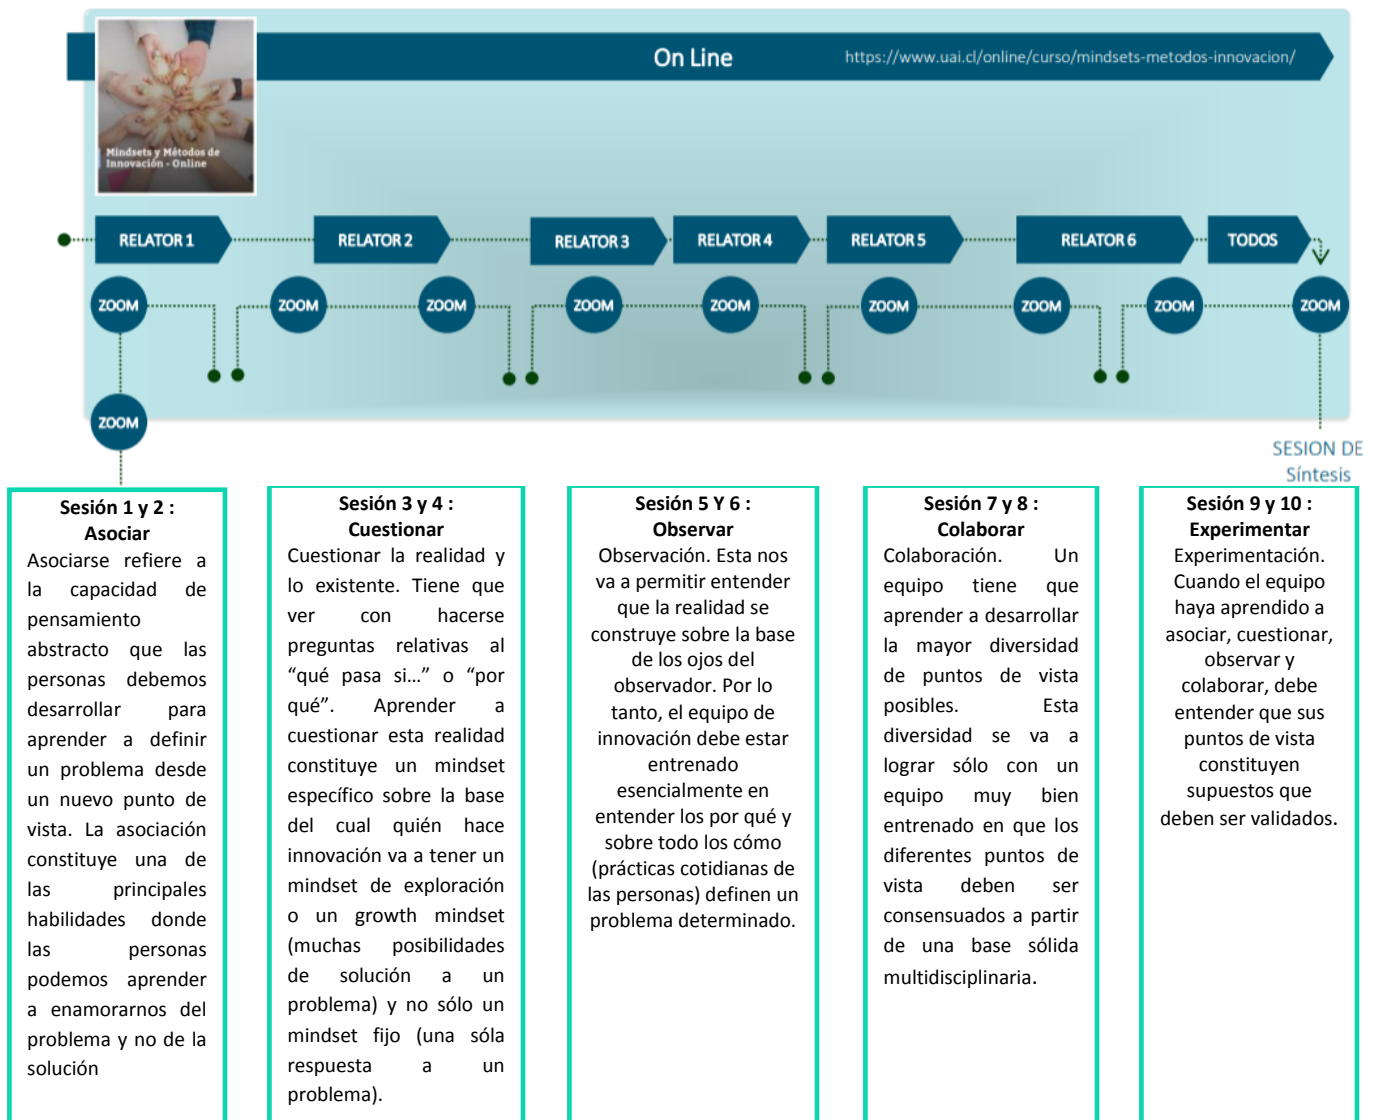 On Line
https://www.uai.cl/online/curso/mindsets-metodos-innovacion/
Mindsets y Métodos de
Innovación - Online
RELATOR 1
RELATOR 2
RELATOR 3
RELATOR 4
RELATOR 5
RELATOR 6
TODOS
ZOOM
ZOOM
ZOOM
ZOOM
ZOOM
ZOOM
ZOOM
ZOOM
ZOOM
ZOOM
SESION DE
Síntesis
Sesión 1 y 2 :
Asociar
Asociarse refiere a
la capacidad de
pensamiento
abstracto que las
personas debemos
desarrollar para
aprender a definir
un problema desde
un nuevo punto de
vista. La asociación
constituye una de
las principales
habilidades donde
las personas
podemos aprender
a enamorarnos del
problema y no de la
solución
Sesión 3 y 4 :
Cuestionar
Cuestionar la realidad y
lo existente. Tiene que
ver con hacerse
preguntas relativas al
“qué pasa si…” o “por
qué”. Aprender a
cuestionar esta realidad
constituye un mindset
específico sobre la base
del cual quién hace
innovación va a tener un
mindset de exploración
o un growth mindset
(muchas posibilidades
de solución a un
problema) y no sólo un
mindset fijo (una sóla
respuesta a un
problema).
Sesión 5 Y 6 :
Observar
Observación. Esta nos
va a permitir entender
que la realidad se
construye sobre la base
de los ojos del
observador. Por lo
tanto, el equipo de
innovación debe estar
entrenado
esencialmente en
entender los por qué y
sobre todo los cómo
(prácticas cotidianas de
las personas) definen un
problema determinado.
Sesión 7 y 8 :
Colaborar
Colaboración. Un
equipo tiene que
aprender a desarrollar
la mayor diversidad
de puntos de vista
posibles. Esta
diversidad se va a
lograr sólo con un
equipo muy bien
entrenado en que los
diferentes puntos de
vista deben ser
consensuados a partir
de una base sólida
multidisciplinaria.
Sesión 9 y 10 :
Experimentar
Experimentación.
Cuando el equipo
haya aprendido a
asociar, cuestionar,
observar y
colaborar, debe
entender que sus
puntos de vista
constituyen
supuestos que
deben ser validados.